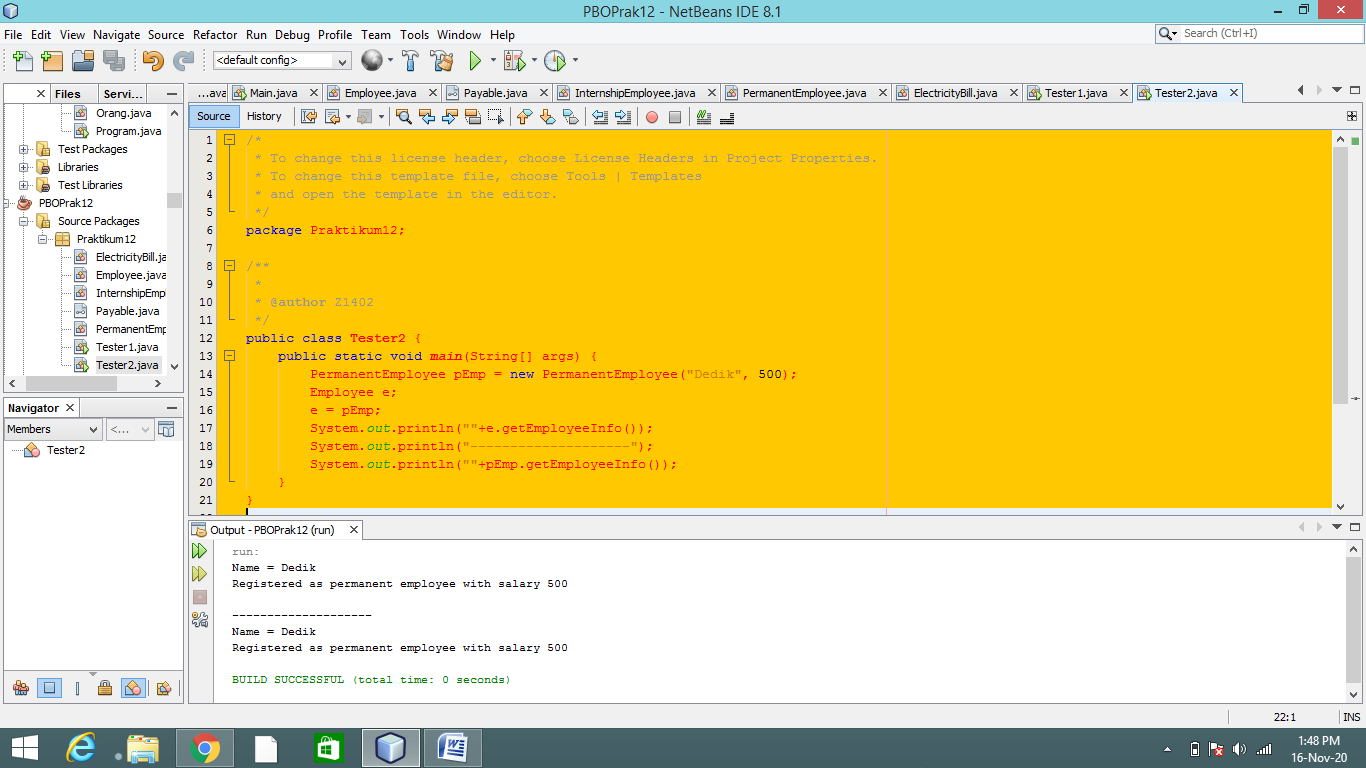 PBOPrak12 - NetBeans IDE 8.1
File Edit View Navigate Source Refactor Run Debug Profile Team Tools Window Help
Search (Ctrl+I)
<default config>
Files Servi...
...ava Main.java Employee.java Payable.java InternshipEmployee.java PermanentEmployee.java ElectricityBill.java Tester1.java Tester2.java
Source History
Orang.java
Program.java
Test Packages
Libraries
Test Libraries
PBOPrak12
Source Packages
Praktikum12
ElectricityBill.ja
Employee.java
InternshipEmp
Payable.java
PermanentEmp
Tester1.java
Tester2.java
Navigator
Members <...
Tester2
1 /*
2 * To change this license header, choose License Headers in Project Properties.
3 * To change this template file, choose Tools | Templates
4 * and open the template in the editor.
5 */
6 package Praktikum12;
7
8 /**
9 *
10 * @author Z1402
11 */
12 public class Tester2 {
13 public static void main(String[] args) {
14 PermanentEmployee pEmp = new PermanentEmployee("Dedik", 500);
15 Employee e;
16 e = pEmp;
17 System.out.println(""+e.getEmployeeInfo());
18 System.out.println("--------------------");
19 System.out.println(""+pEmp.getEmployeeInfo());
20 }
21 }
Output - PBOPrak12 (run)
run:
Name = Dedik
Registered as permanent employee with salary 500
--------------------
Name = Dedik
Registered as permanent employee with salary 500
BUILD SUCCESSFUL (total time: 0 seconds)
22:1 INS
1:48 PM
16-Nov-20